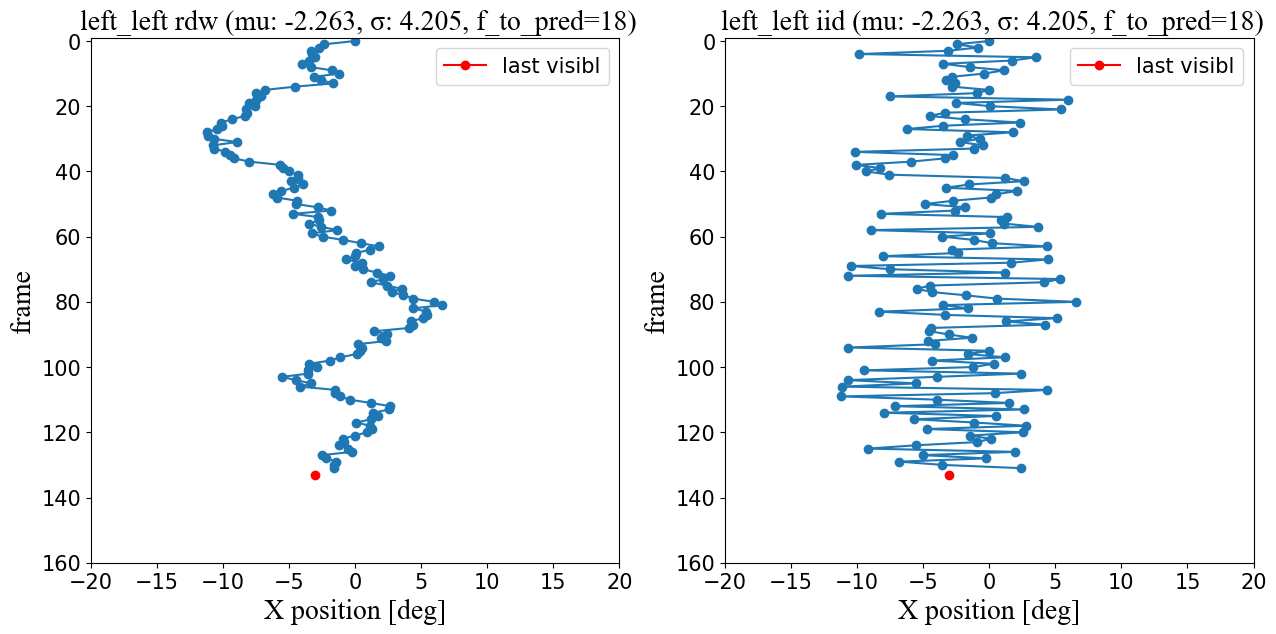 left_left rdw (mu: -2.263, σ: 4.205, f_to_pred=18)
last visibl
0
20
40
60
80
100
120
140
160
frame
−20 −15 −10 −5 0 5 10 15 20
X position [deg]
left_left iid (mu: -2.263, σ: 4.205, f_to_pred=18)
last visibl
0
20
40
60
80
100
120
140
160
frame
−20 −15 −10 −5 0 5 10 15 20
X position [deg]